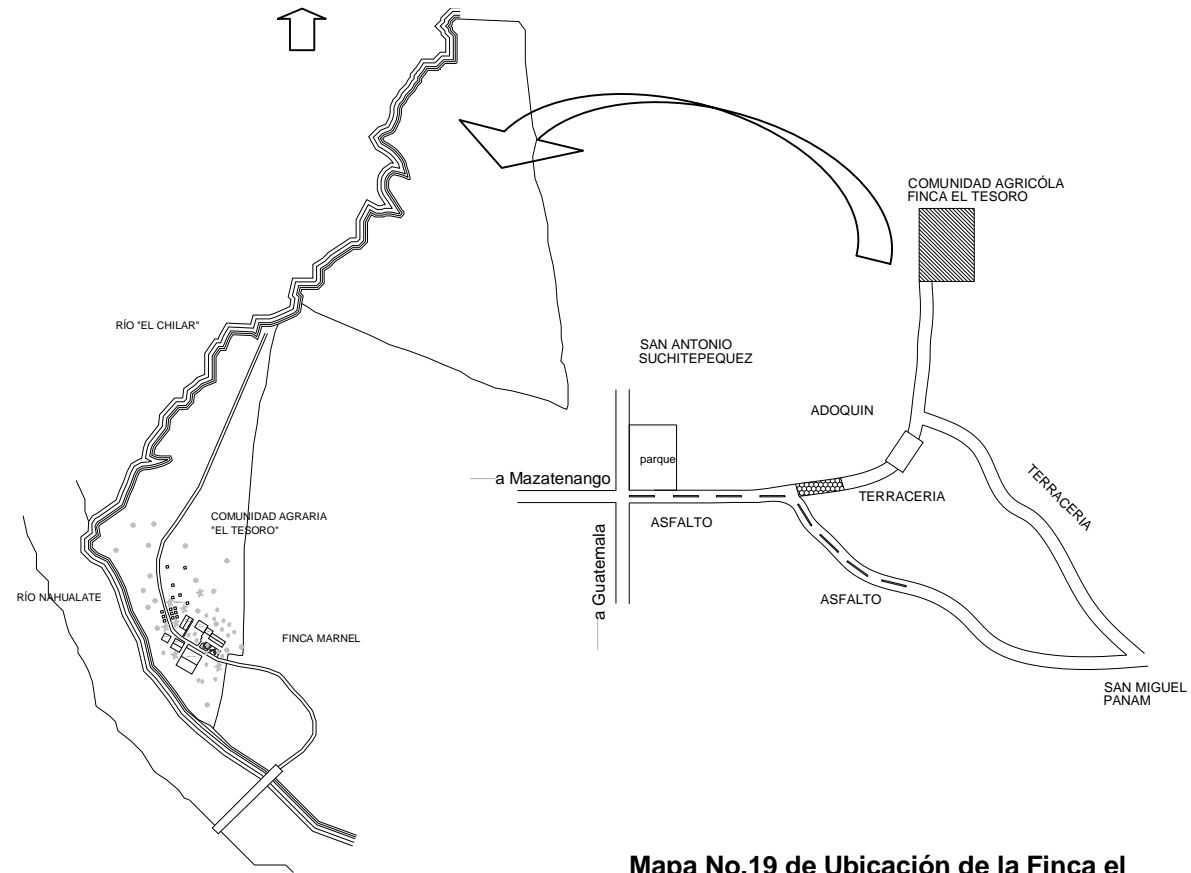 COMUNIDAD AGRICÓLA
FINCA EL TESORO
RÍO "EL CHILAR"
SAN ANTONIO
SUCHITEPEQUEZ
ADOQUIN
parque
a Mazatenango
TERRACERIA
TERRACERIA
ASFALTO
COMUNIDAD AGRARIA
"EL TESORO"
a Guatemala
RÍO NAHUALATE
ASFALTO
FINCA MARNEL
SAN MIGUEL
PANAM
Mapa No.19 de Ubicación de la Finca el